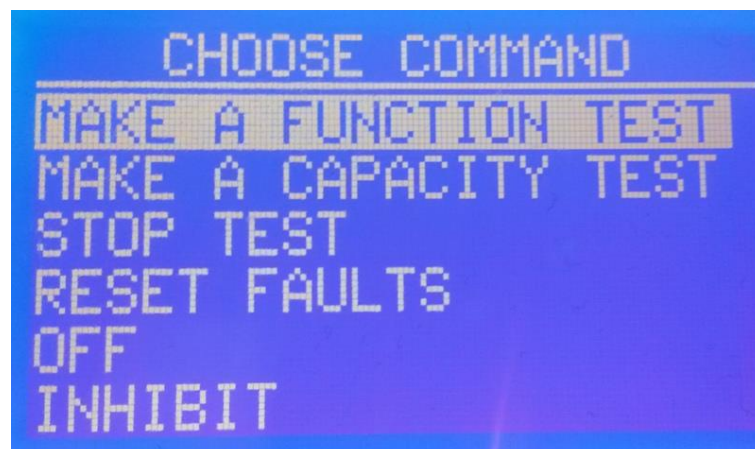 CHOOSE COMMAND
MAKE A FUNCTION TEST
MAKE A CAPACITY TEST
STOP TEST
RESET FAULTS
OFF
INHIBIT